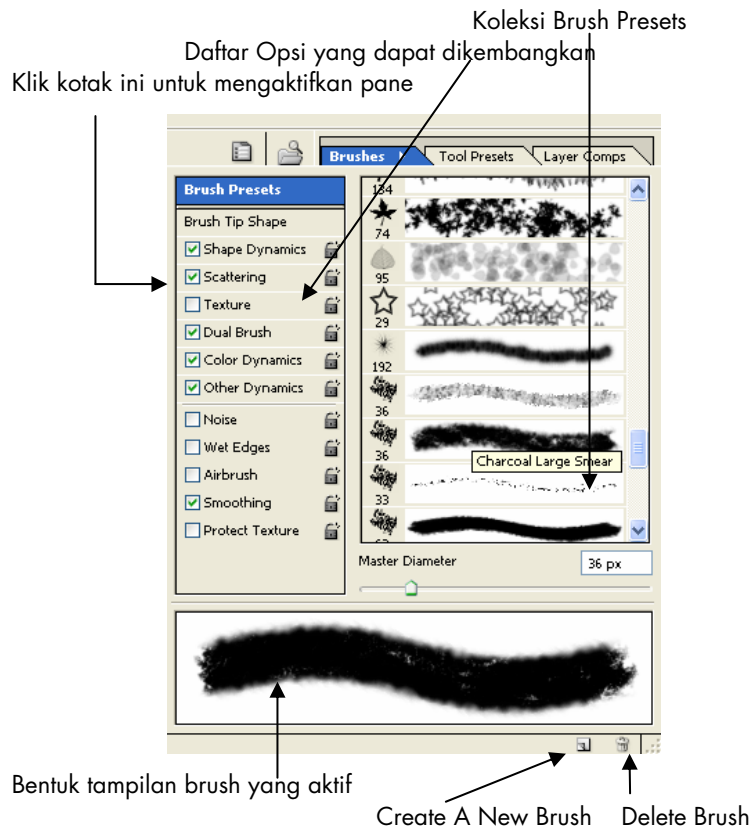 Koleksi Brush Presets
Daftar Opsi yang dapat dikembangkan
Klik kotak ini untuk mengaktifkan pane
Brushes Tool Presets Layer Comps
Brush Presets
Brush Tip Shape
Shape Dynamics
Scattering
Texture
Dual Brush
Color Dynamics
Other Dynamics
Noise
Wet Edges
Airbrush
Smoothing
Protect Texture
134
74
95
29
192
36
36
Charcoal Large Smear
33
Master Diameter 36 px
Bentuk tampilan brush yang aktif
Create A New Brush Delete Brush